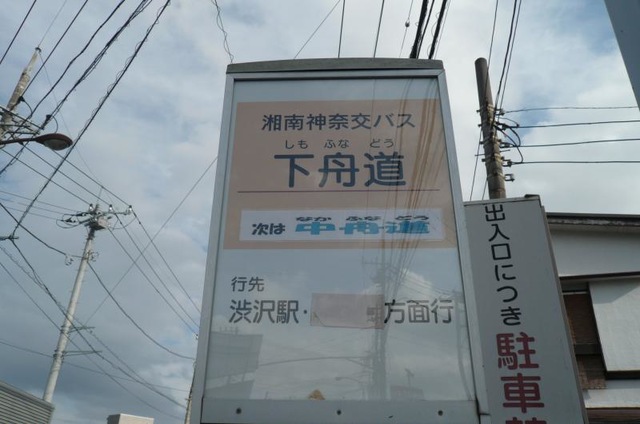 湘南神奈交バス
しも ふな どう
下舟道
なか ふな どう
次は 中舟道
行先
渋沢駅・ 方面行
出入口につき
駐車